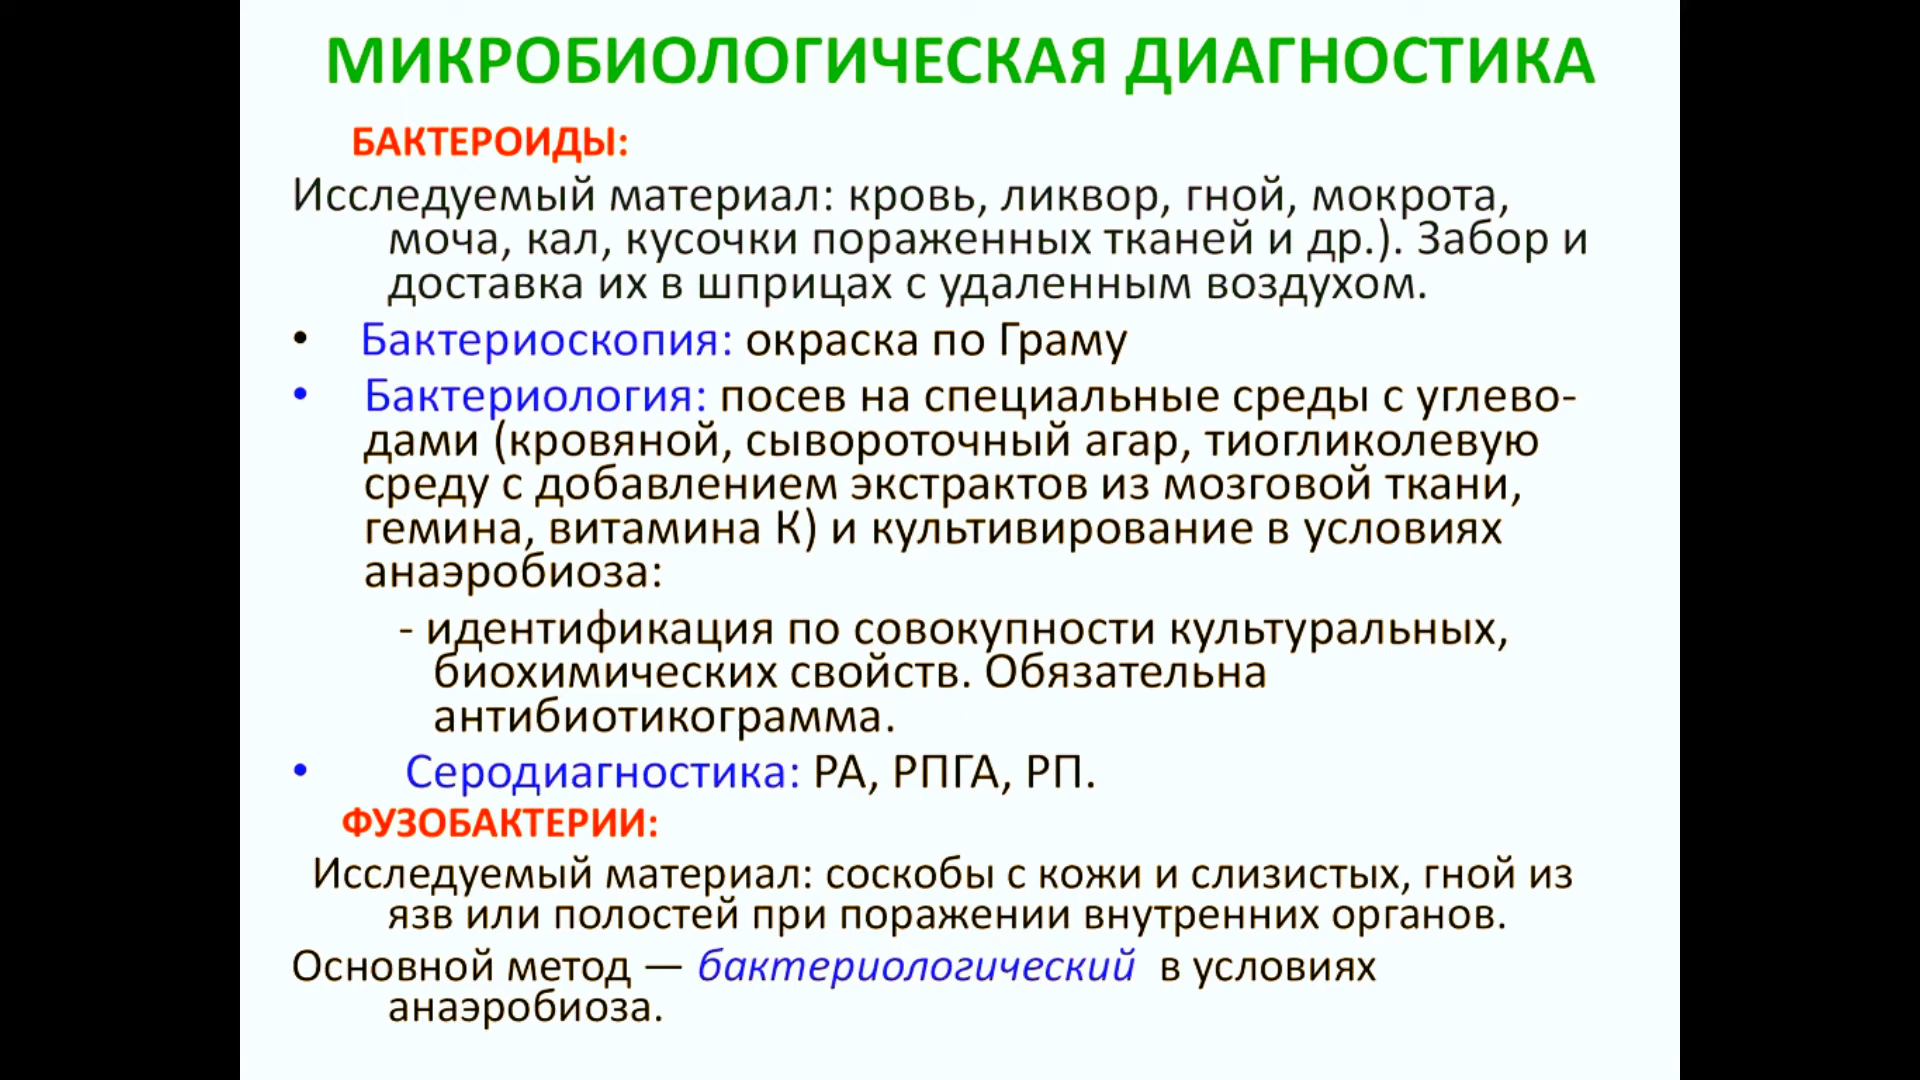 МИКРОБИОЛОГИЧЕСКАЯ ДИАГНОСТИКА
БАКТЕРОИДЫ:
Исследуемый материал: кровь, ликвор, гной, мокрота,
моча, кал, кусочки пораженных тканей и др.). Забор и
доставка их в шприцах с удаленным воздухом.
• Бактериоскопия: окраска по Граму
• Бактериология: посев на специальные среды с углево-
дами (кровяной, сывороточный агар, тиогликолевую
среду с добавлением экстрактов из мозговой ткани,
гемина, витамина К) и культивирование в условиях
анаэробиоза:
- идентификация по совокупности культуральных,
биохимических свойств. Обязательна
антибиотикограмма.
• Серодиагностика: РА, РПГА, РП.
ФУЗОБАКТЕРИИ:
Исследуемый материал: соскобы с кожи и слизистых, гной из
язв или полостей при поражении внутренних органов.
Основной метод — бактериологический в условиях
анаэробиоза.